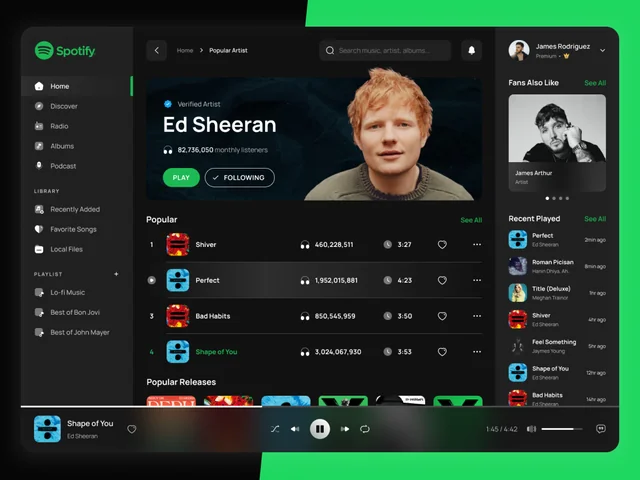 Spotify
Home
Discover
Radio
Albums
Podcast
LIBRARY
Recently Added
Favorite Songs
Local Files
PLAYLIST +
Lo-fi Music
Best of Bon Jovi
Best of John Mayer
Home > Popular Artist
Search music, artist, albums...
Verified Artist
Ed Sheeran
82,736,050 monthly listeners
PLAY
FOLLOWING
Popular
See All
1 Shiver 460,228,511 3:27
Perfect 1,952,015,881 4:23
3 Bad Habits 850,545,959 3:50
4 Shape of You 3,024,067,930 3:53
Popular Releases
James Rodriguez
Premium •
Fans Also Like See All
James Arthur
Artist
Recent Played See All
Perfect
Ed Sheeran
2min ago
Roman Picisan
Hanin Dhiya, Ah.
8min ago
Title (Deluxe)
Meghan Trainor
1hr ago
Shiver
Ed Sheeran
4hr ago
Feel Something
Jaymes Young
5hr ago
Shape of You
Ed Sheeran
12hr ago
Bad Habits
Ed Sheeran
14hr ago
Shape of You
Ed Sheeran
1:45 / 4:42